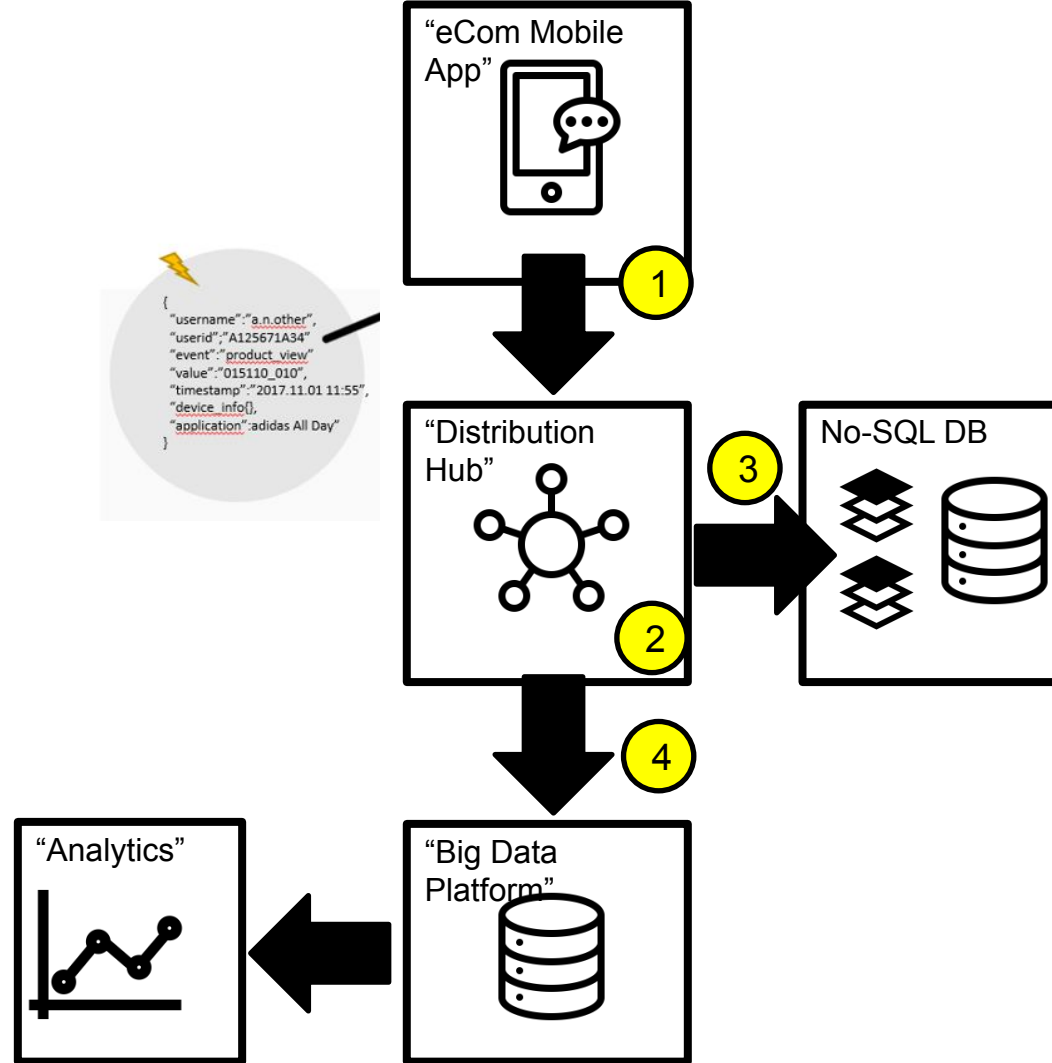 “eCom Mobile
App”
1
{
“username”:”a.n.other”,
“userid”;”A125671A34”
“event”:”product_view”
“value”:”015110_010”,
“timestamp”:”2017.11.01 11:55”,
“device_info{},
“application”:adidas All Day”
}
“Distribution
Hub”
2
3
No-SQL DB
4
“Analytics”
“Big Data
Platform”